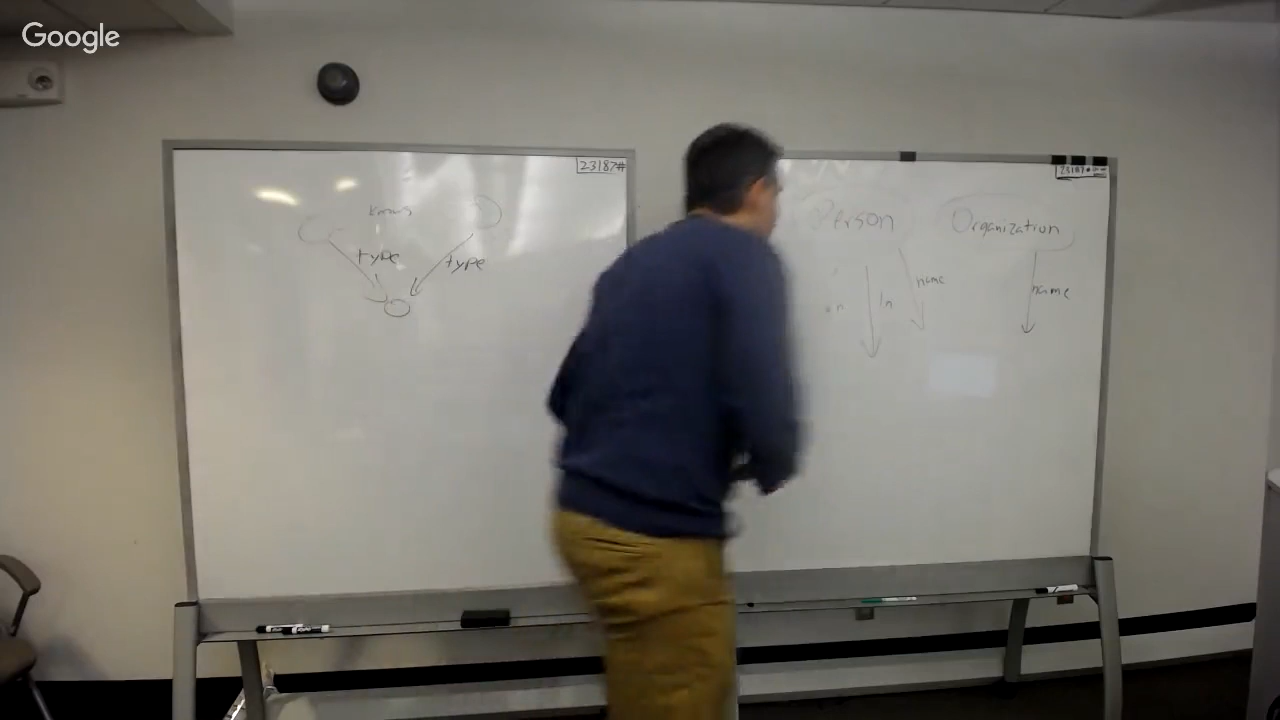 Google
23187#
knows
type
type
Person
Organization
name
ln
name